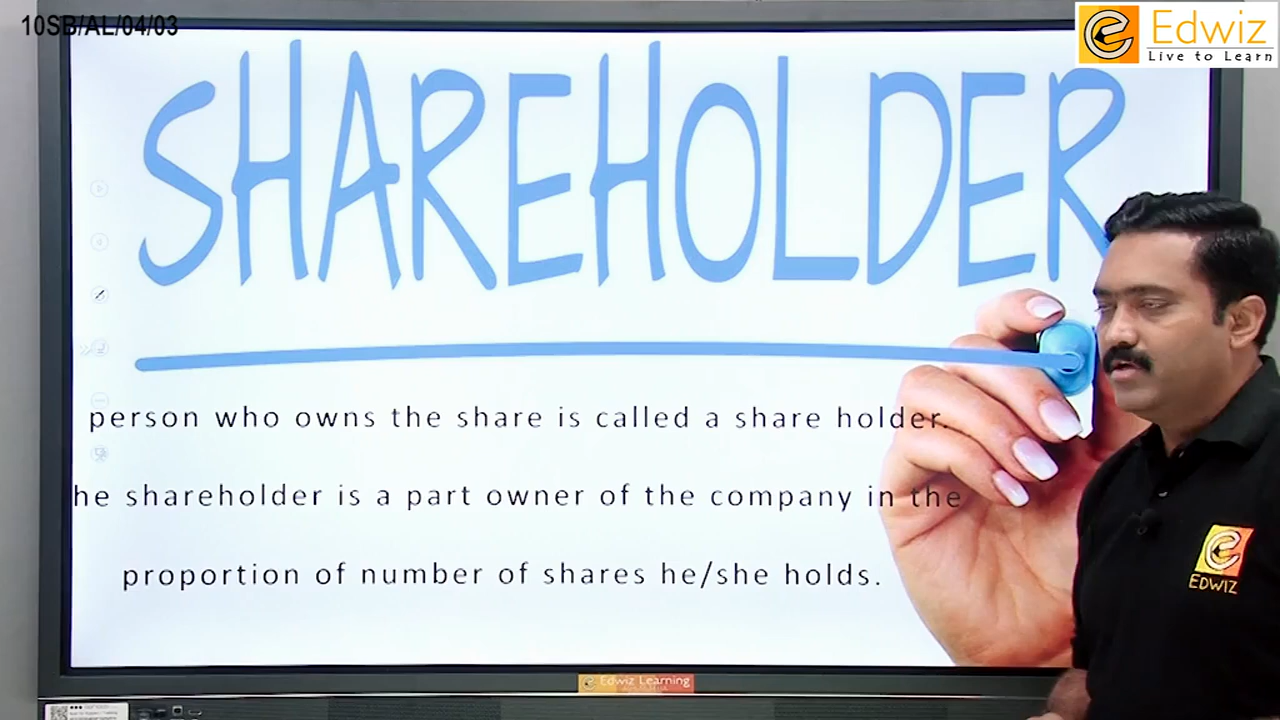 10SB/AL/04/03
Edwiz
Live to Learn
SHAREHOLDER
person who owns the share is called a share holder.
he shareholder is a part owner of the company in the
proportion of number of shares he/she holds.
EDWIZ
Edwiz Learning